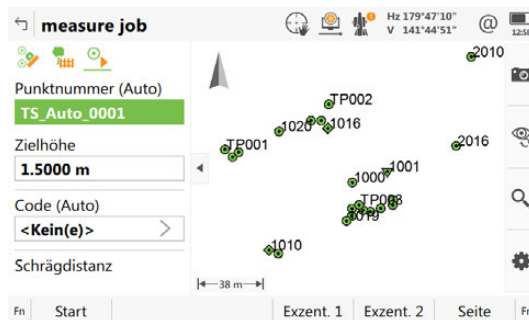 measure job
Hz 179°47'10"
V 141°44'51"
@
12:58
Punktnummer (Auto)
TS_Auto_0001
Zielhöhe
1.5000 m
Code (Auto)
<Kein(e)>
Schrägdistanz
2010
TP002
1020
1016
TP001
2016
1001
1000
TP003
1019
1010
38 m
Fn
Start
Exzent. 1
Exzent. 2
Seite